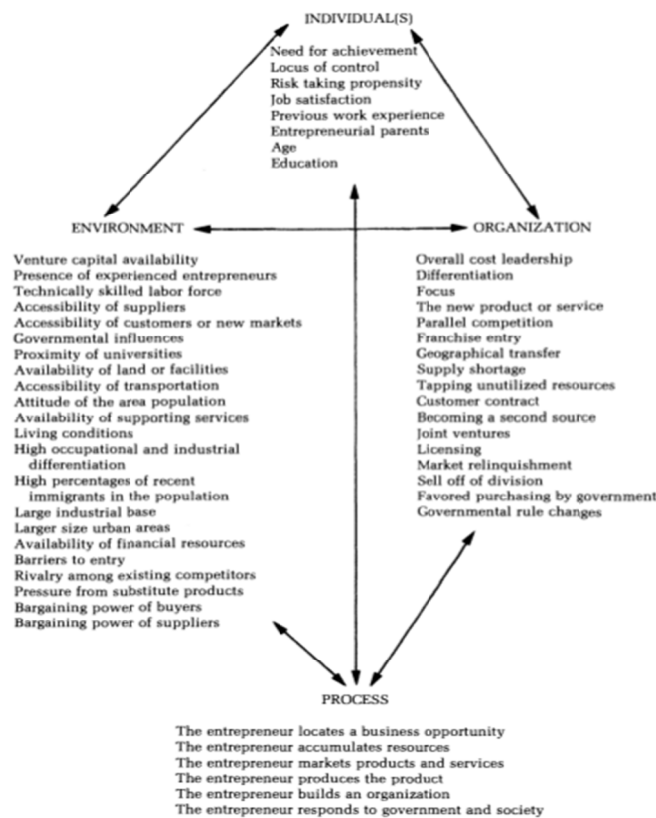 INDIVIDUAL(S)
Need for achievement
Locus of control
Risk taking propensity
Job satisfaction
Previous work experience
Entrepreneurial parents
Age
Education
ENVIRONMENT
Venture capital availability
Presence of experienced entrepreneurs
Technically skilled labor force
Accessibility of suppliers
Accessibility of customers or new markets
Governmental influences
Proximity of universities
Availability of land or facilities
Accessibility of transportation
Attitude of the area population
Availability of supporting services
Living conditions
High occupational and industrial
differentiation
High percentages of recent
immigrants in the population
Large industrial base
Larger size urban areas
Availability of financial resources
Barriers to entry
Rivalry among existing competitors
Pressure from substitute products
Bargaining power of buyers
Bargaining power of suppliers
ORGANIZATION
Overall cost leadership
Differentiation
Focus
The new product or service
Parallel competition
Franchise entry
Geographical transfer
Supply shortage
Tapping unutilized resources
Customer contract
Becoming a second source
Joint ventures
Licensing
Market relinquishment
Sell off of division
Favored purchasing by government
Governmental rule changes
PROCESS
The entrepreneur locates a business opportunity
The entrepreneur accumulates resources
The entrepreneur markets products and services
The entrepreneur produces the product
The entrepreneur builds an organization
The entrepreneur responds to government and society